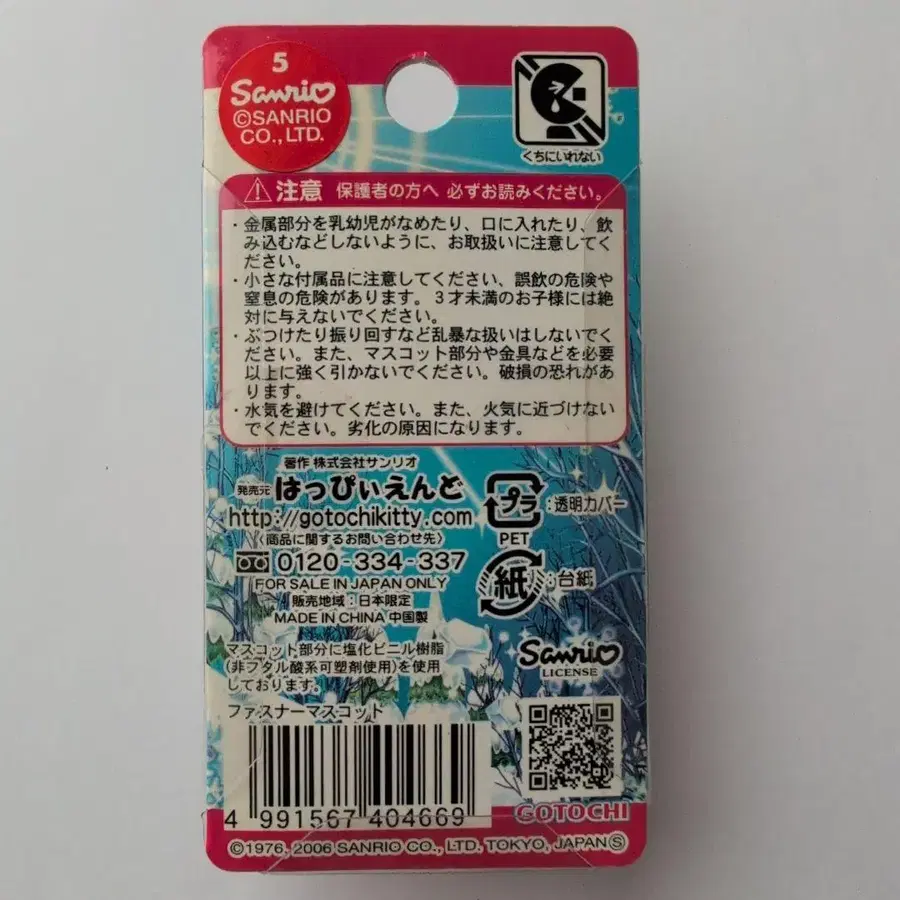 5
Sanrio
©SANRIO
CO., LTD.
くちにいれない
注意 保護者の方へ 必ずお読みください。
・金属部分を乳幼児がなめたり、口に入れたり、飲
み込むなどしないように、お取扱いに注意してく
ださい。
・小さな付属品に注意してください、誤飲の危険や
窒息の危険があります。３才未満のお子様には絶
対に与えないでください。
・ぶつけたり振り回すなど乱暴な扱いはしないでく
ださい。また、マスコット部分や金具などを必要
以上に強く引かないでください。破損の恐れがあ
ります。
・水気を避けてください。また、火気に近づけない
でください。劣化の原因になります。
著作 株式会社サンリオ
発売元 はっぴぃえんど
http://gotochikitty.com
〈商品に関するお問い合わせ先〉
0120-334-337
FOR SALE IN JAPAN ONLY
販売地域：日本限定
MADE IN CHINA 中国製
プラ :透明カバー
PET
紙 :台紙
マスコット部分に塩化ビニル樹脂
(非フタル酸系可塑剤使用)を使用
しております。
Sanrio
LICENSE
ファスナーマスコット
4 991567 404669
GOTOCHI
©1976, 2006 SANRIO CO., LTD. TOKYO, JAPAN Ⓢ